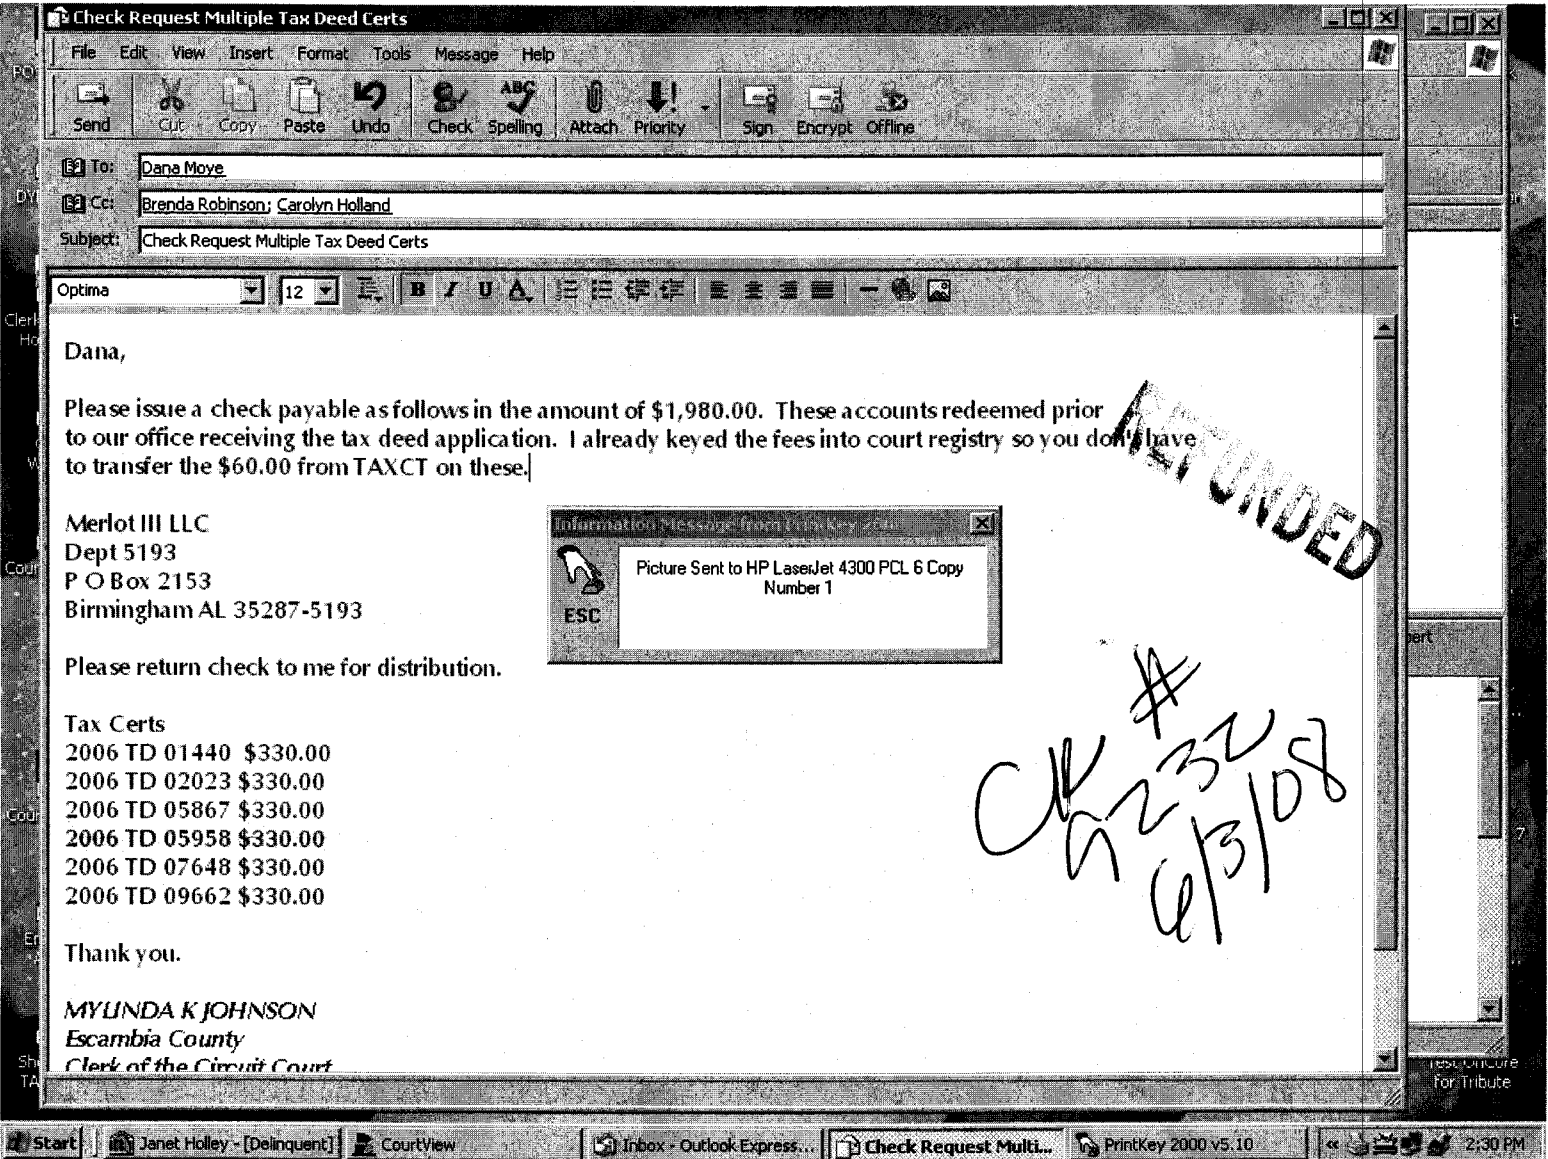 Check Request Multiple Tax Deed Certs
File Edit View Insert Format Tools Message Help
Send Cut Copy Paste Undo Check Spelling Attach Priority Sign Encrypt Offline
To: Dana Moye
Cc: Brenda Robinson; Carolyn Holland
Subject: Check Request Multiple Tax Deed Certs
Optima 12 B I U A
Dana,
Please issue a check payable as follows in the amount of $1,980.00. These accounts redeemed prior
to our office receiving the tax deed application. I already keyed the fees into court registry so you don't have
to transfer the $60.00 from TAXCT on these.
REFUNDED
Merlot III LLC
Dept 5193
P O Box 2153
Birmingham AL 35287-5193
Information Message from PrintKey 2000
Picture Sent to HP LaserJet 4300 PCL 6 Copy
Number 1
ESC
Please return check to me for distribution.
Tax Certs
2006 TD 01440 $330.00
2006 TD 02023 $330.00
2006 TD 05867 $330.00
2006 TD 05958 $330.00
2006 TD 07648 $330.00
2006 TD 09662 $330.00
Ck #
9232
6/3/08
Thank you.
MYLINDA K JOHNSON
Escambia County
Clerk of the Circuit Court
for Tribute
Start
Janet Holley - [Delinquent]
CourtView
Inbox - Outlook Express...
Check Request Multi...
PrintKey 2000 v5.10
2:30 PM